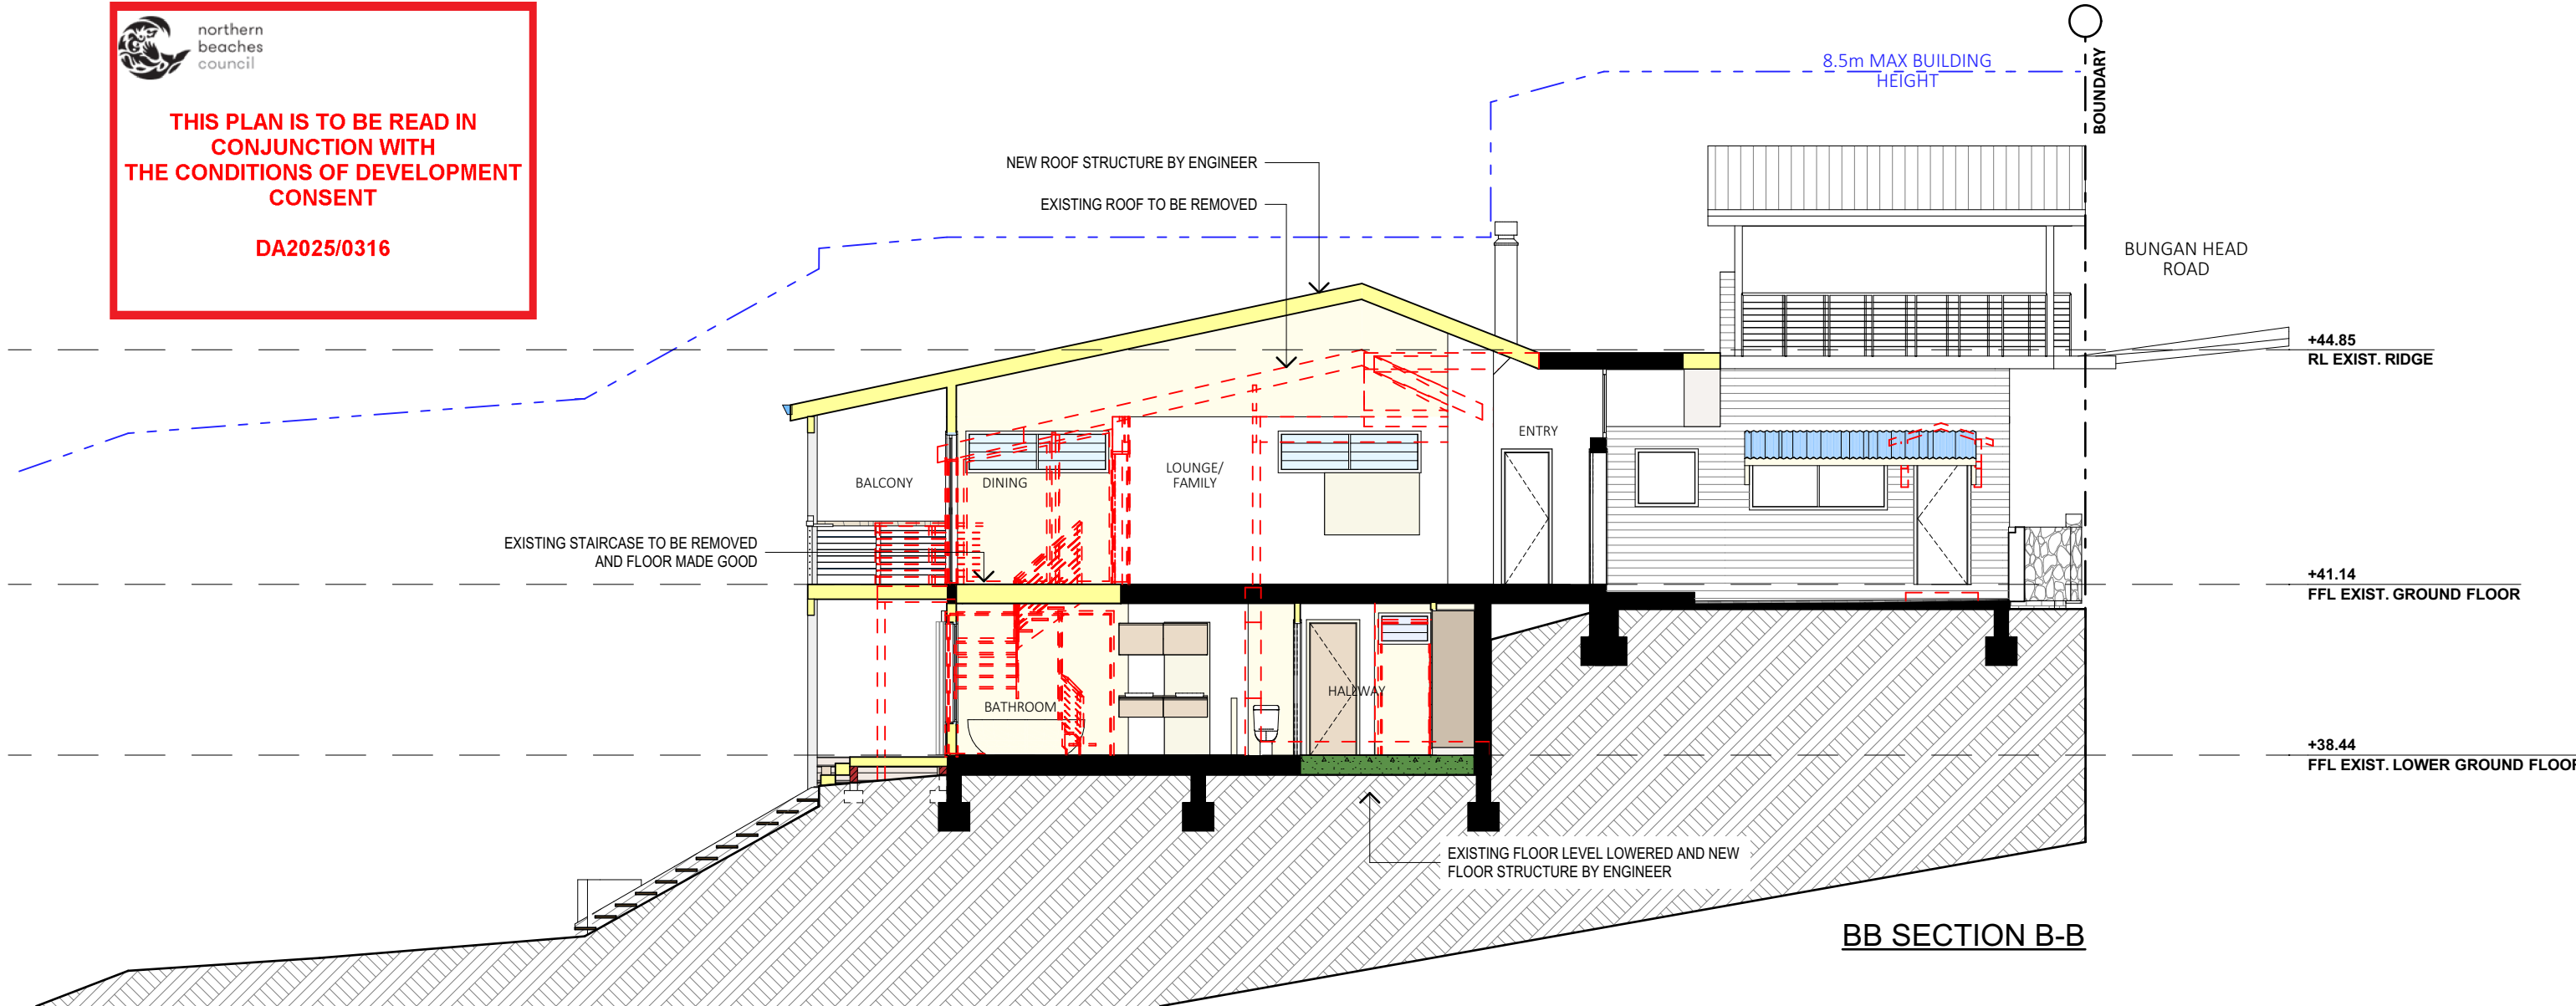 northern
beaches
council
THIS PLAN IS TO BE READ IN
CONJUNCTION WITH
THE CONDITIONS OF DEVELOPMENT
CONSENT
DA2025/0316
8.5m MAX BUILDING
HEIGHT
BOUNDARY
NEW ROOF STRUCTURE BY ENGINEER
EXISTING ROOF TO BE REMOVED
BUNGAN HEAD
ROAD
+44.85
RL EXIST. RIDGE
ENTRY
LOUNGE/
FAMILY
BALCONY
DINING
EXISTING STAIRCASE TO BE REMOVED
AND FLOOR MADE GOOD
+41.14
FFL EXIST. GROUND FLOOR
HALLWAY
BATHROOM
+38.44
FFL EXIST. LOWER GROUND FLOOR
EXISTING FLOOR LEVEL LOWERED AND NEW
FLOOR STRUCTURE BY ENGINEER
BB SECTION B-B